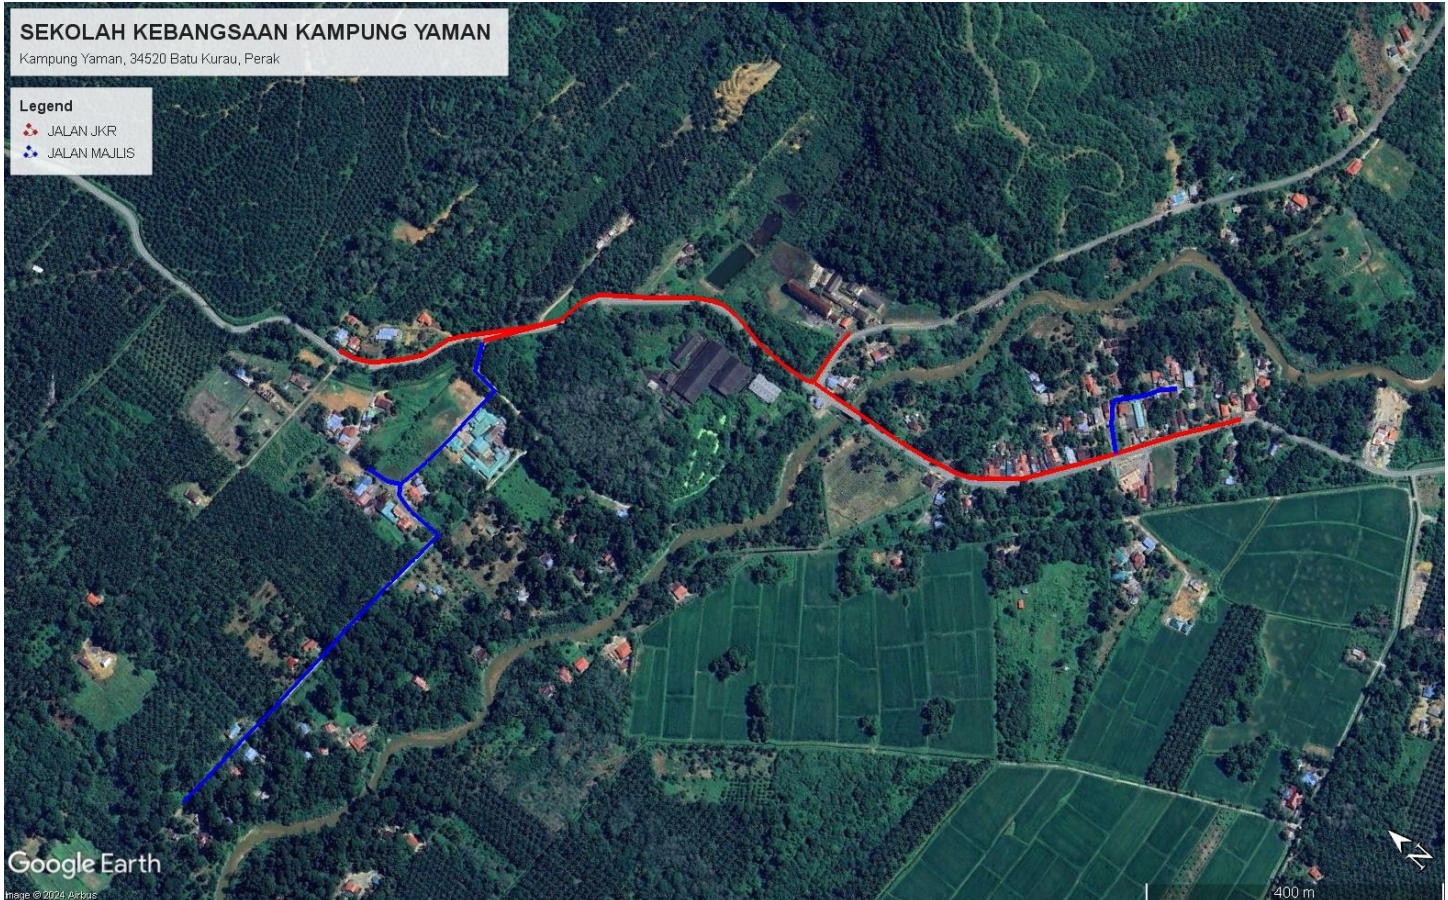 SEKOLAH KEBANGSAAN KAMPUNG YAMAN
Kampung Yaman, 34520 Batu Kurau, Perak
Legend
JALAN JKR
JALAN MAJLIS
Google Earth
Image © 2024 Airbus
N
400 m